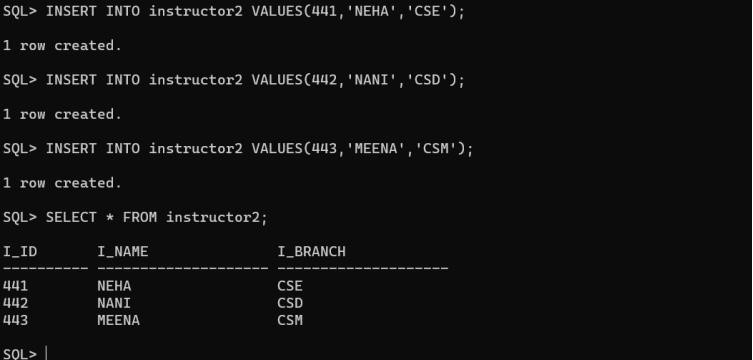 SQL> INSERT INTO instructor2 VALUES(441,'NEHA','CSE');
1 row created.
SQL> INSERT INTO instructor2 VALUES(442,'NANI','CSD');
1 row created.
SQL> INSERT INTO instructor2 VALUES(443,'MEENA','CSM');
1 row created.
SQL> SELECT * FROM instructor2;
I_ID       I_NAME               I_BRANCH
---------- -------------------- --------------------
441        NEHA                 CSE
442        NANI                 CSD
443        MEENA                CSM
SQL>